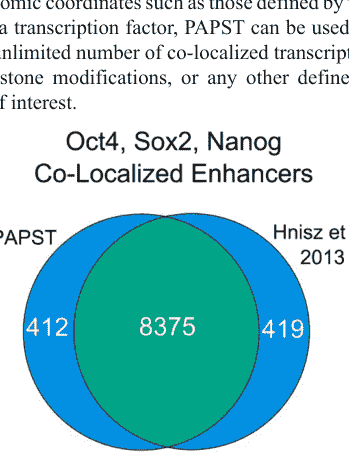 omic coordinates such as those defined by
a transcription factor, PAPST can be used
unlimited number of co-localized transcript
stone modifications, or any other define
f interest.
Oct4, Sox2, Nanog
Co-Localized Enhancers
PAPST
Hnisz et
2013
412
8375
419